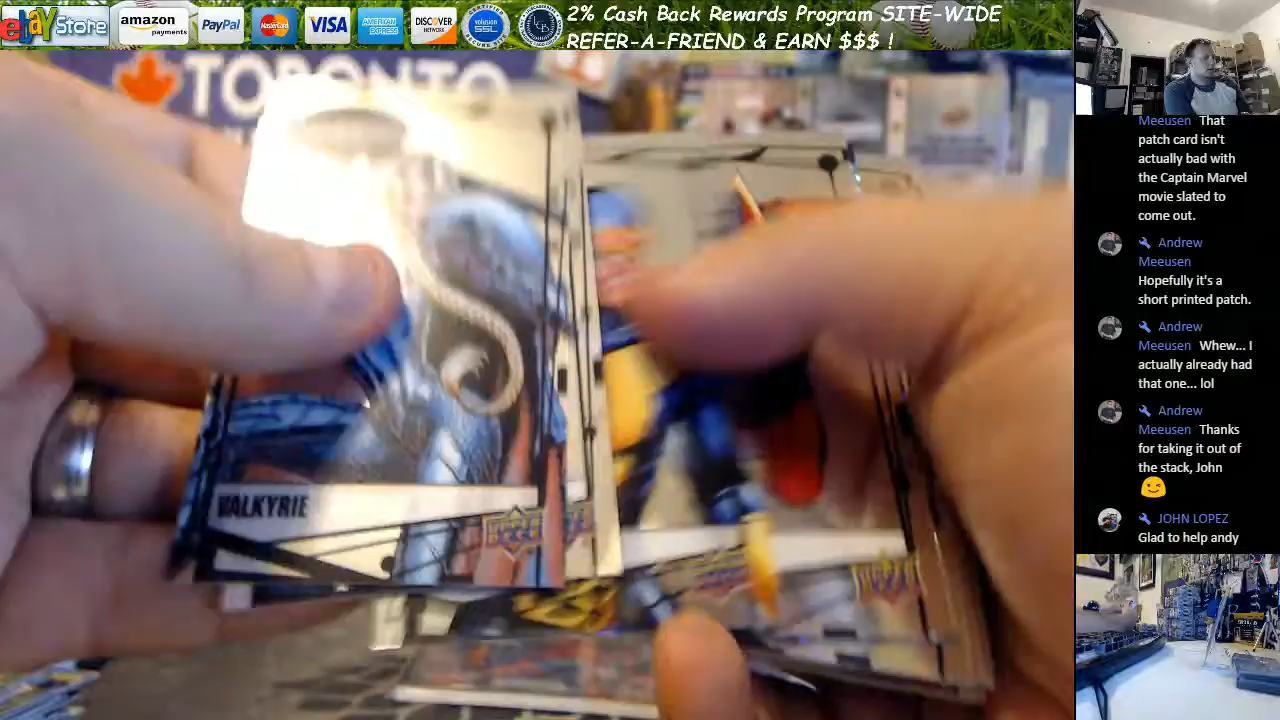 ebay Store
amazon
payments
PayPal
MasterCard
VISA
AMERICAN
EXPRESS
DISCOVER
NETWORK
SSL
2% Cash Back Rewards Program SITE-WIDE
REFER-A-FRIEND & EARN $$$ !
TORONTO
VALKYRIE
Meeusen That
patch card isn't
actually bad with
the Captain Marvel
movie slated to
come out.
Andrew
Meeusen
Hopefully it's a
short printed patch.
Andrew
Meeusen Whew... I
actually already had
that one... lol
Andrew
Meeusen Thanks
for taking it out of
the stack, John
JOHN LOPEZ
Glad to help andy